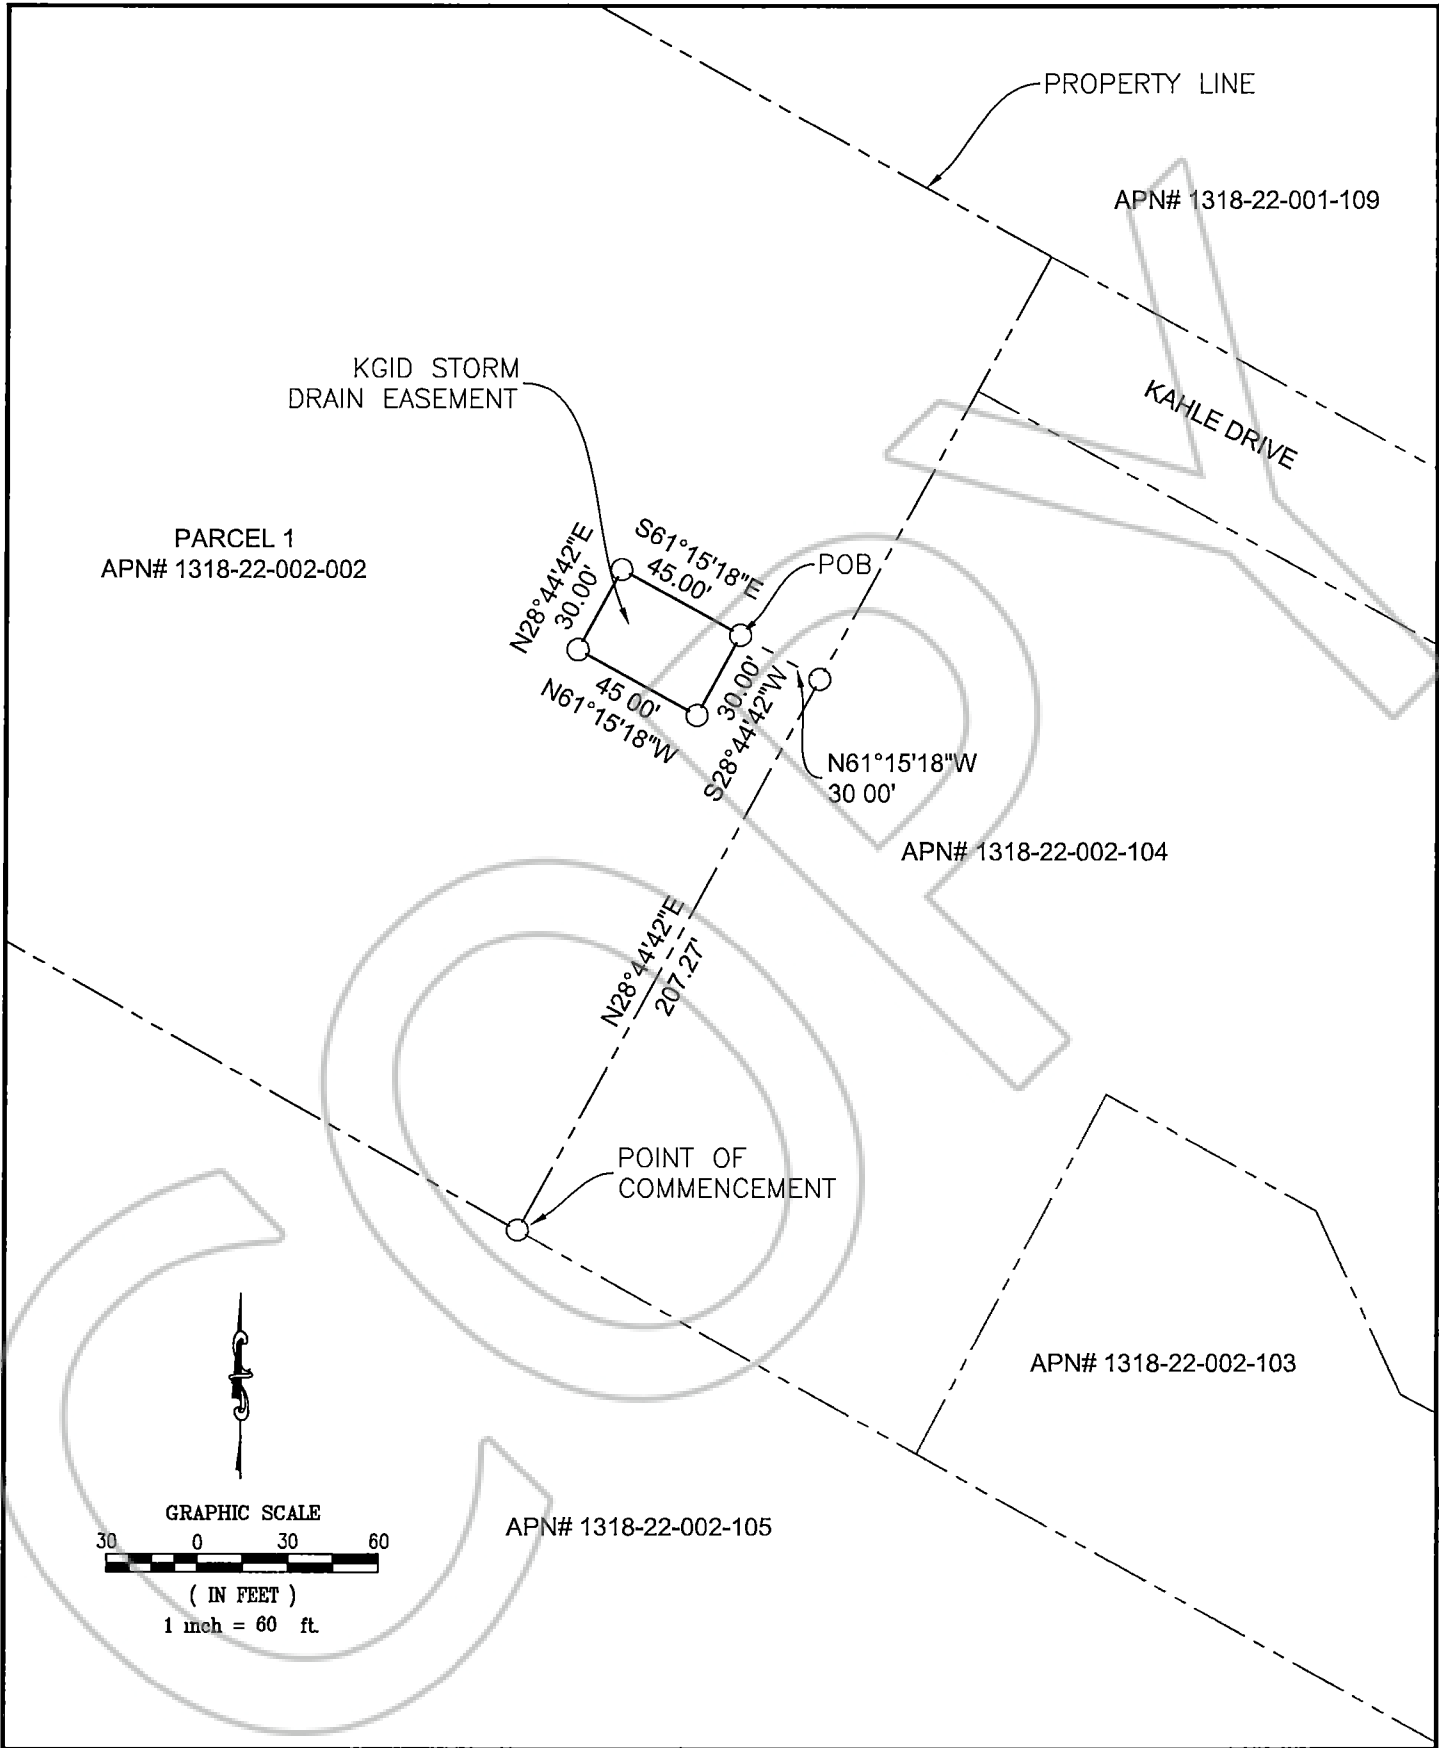 PROPERTY LINE
APN# 1318-22-001-109
KGID STORM
DRAIN EASEMENT
KAHLE DRIVE
PARCEL 1
APN# 1318-22-002-002
N28°44'42"E
30.00'
S61°15'18"E
45.00'
POB
45 00'
N61°15'18"W
30.00'
S28°44'42"W
N61°15'18"W
30 00'
APN# 1318-22-002-104
N28°44'42"E
207.27'
POINT OF
COMMENCEMENT
APN# 1318-22-002-103
GRAPHIC SCALE
30 0 30 60
( IN FEET )
1 inch = 60 ft.
APN# 1318-22-002-105
COPY